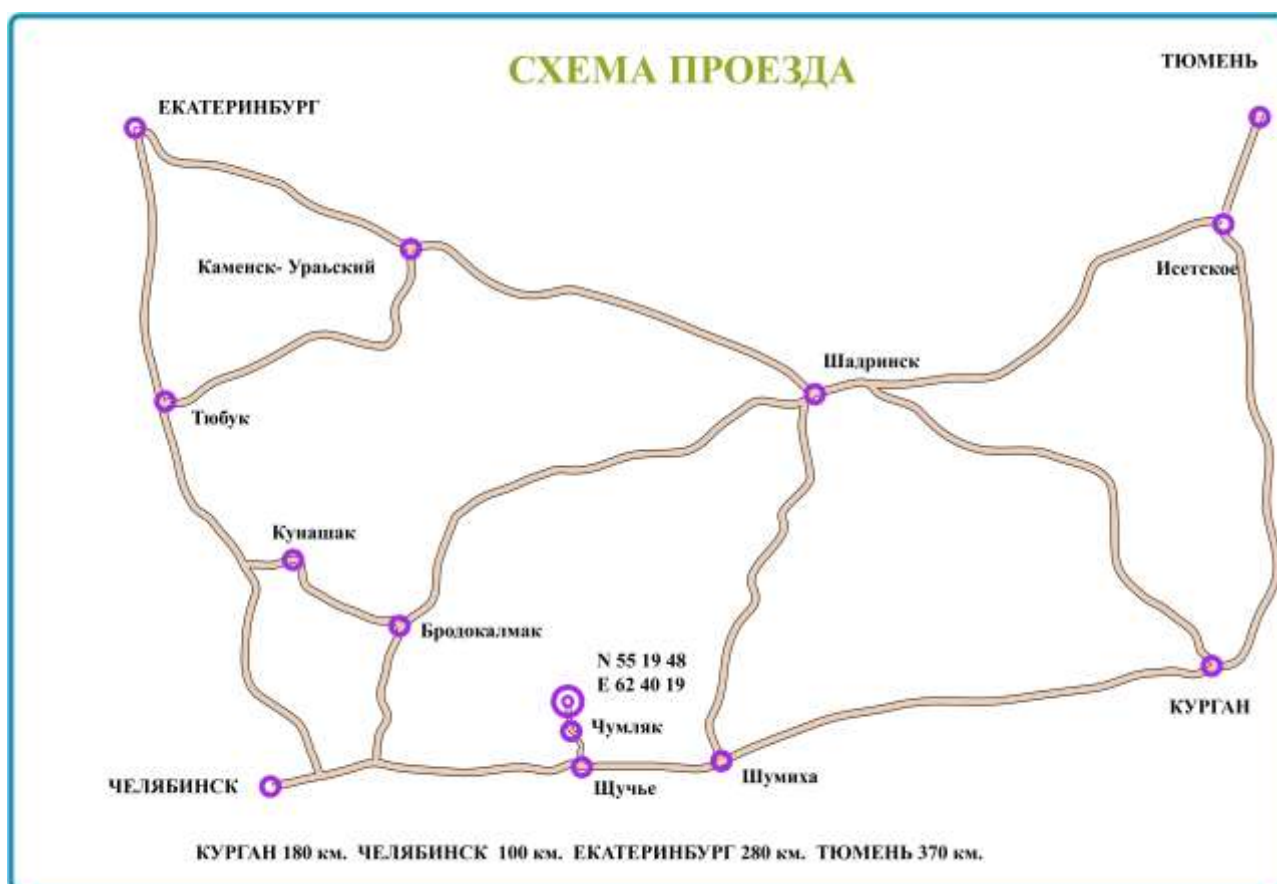 СХЕМА ПРОЕЗДА
ТЮМЕНЬ
ЕКАТЕРИНБУРГ
Каменск- Ураьский
Исетское
Шадринск
Тюбук
Кунашак
Бродокалмак
N 55 19 48
E 62 40 19
Чумляк
КУРГАН
ЧЕЛЯБИНСК
Щучье
Шумиха
КУРГАН 180 км. ЧЕЛЯБИНСК 100 км. ЕКАТЕРИНБУРГ 280 км. ТЮМЕНЬ 370 км.